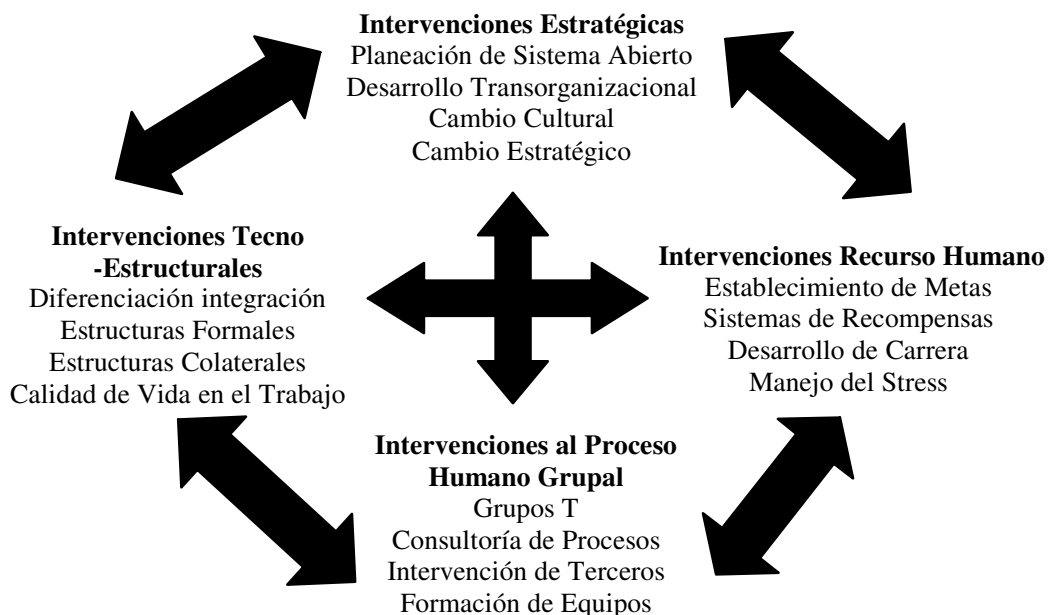 Intervenciones Estratégicas
Planeación de Sistema Abierto
Desarrollo Transorganizacional
Cambio Cultural
Cambio Estratégico
Intervenciones Tecno
-Estructurales
Diferenciación integración
Estructuras Formales
Estructuras Colaterales
Calidad de Vida en el Trabajo
Intervenciones Recurso Humano
Establecimiento de Metas
Sistemas de Recompensas
Desarrollo de Carrera
Manejo del Stress
Intervenciones al Proceso
Humano Grupal
Grupos T
Consultoría de Procesos
Intervención de Terceros
Formación de Equipos